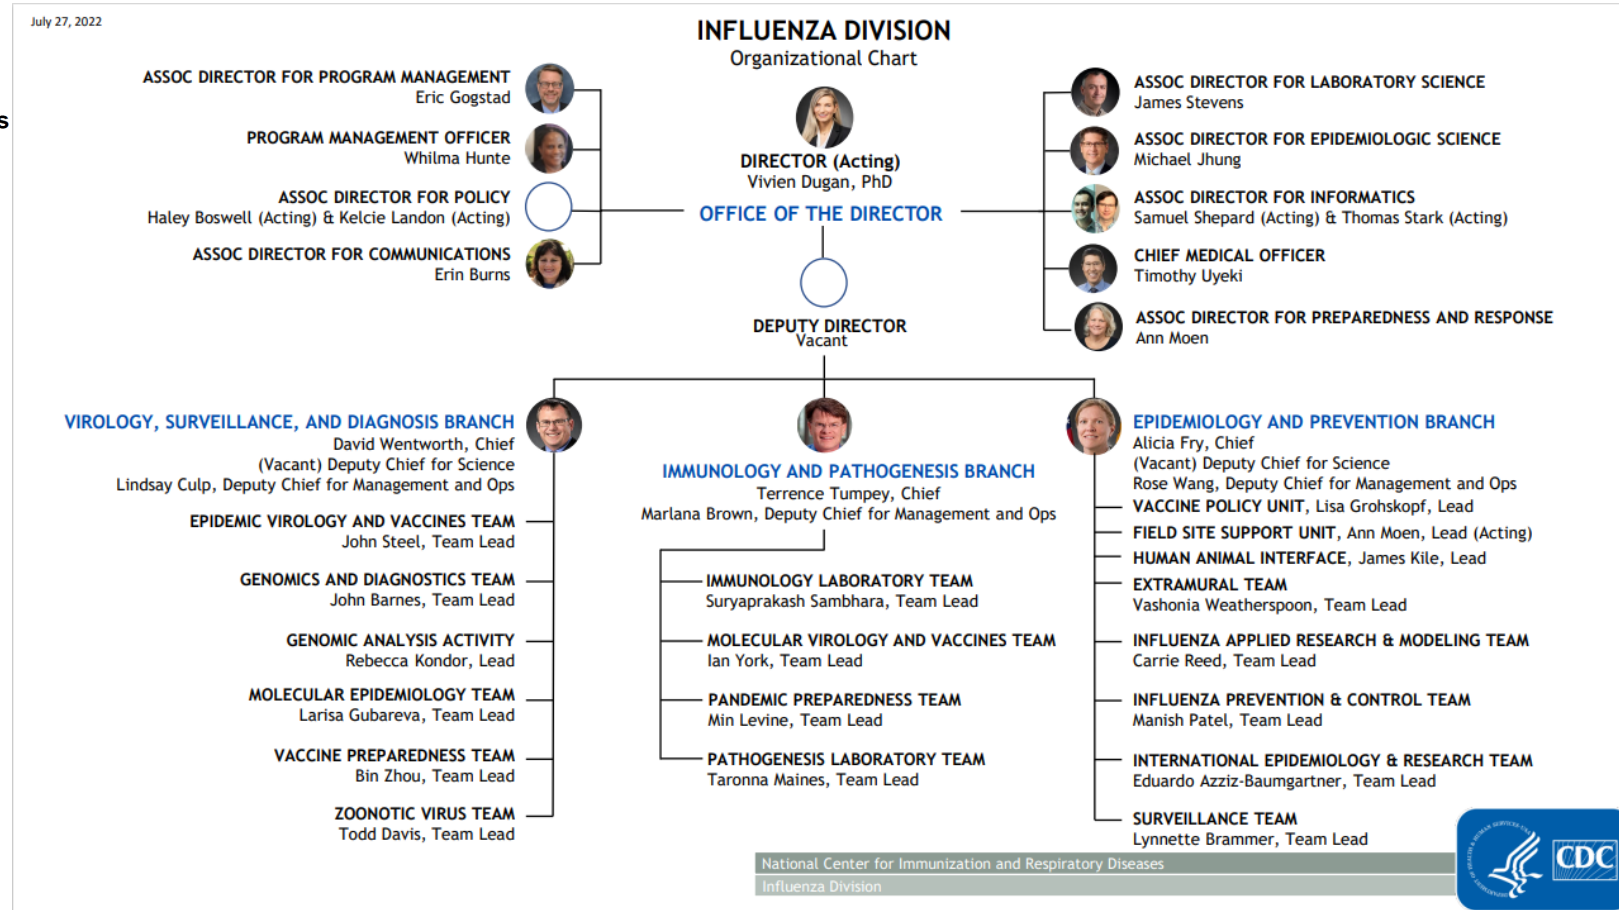 July 27, 2022
INFLUENZA DIVISION
Organizational Chart
s
ASSOC DIRECTOR FOR PROGRAM MANAGEMENT
Eric Gogstad
PROGRAM MANAGEMENT OFFICER
Whilma Hunte
ASSOC DIRECTOR FOR POLICY
Haley Boswell (Acting) & Kelcie Landon (Acting)
ASSOC DIRECTOR FOR COMMUNICATIONS
Erin Burns
DIRECTOR (Acting)
Vivien Dugan, PhD
OFFICE OF THE DIRECTOR
DEPUTY DIRECTOR
Vacant
ASSOC DIRECTOR FOR LABORATORY SCIENCE
James Stevens
ASSOC DIRECTOR FOR EPIDEMIOLOGIC SCIENCE
Michael Jhung
ASSOC DIRECTOR FOR INFORMATICS
Samuel Shepard (Acting) & Thomas Stark (Acting)
CHIEF MEDICAL OFFICER
Timothy Uyeki
ASSOC DIRECTOR FOR PREPAREDNESS AND RESPONSE
Ann Moen
VIROLOGY, SURVEILLANCE, AND DIAGNOSIS BRANCH
David Wentworth, Chief
(Vacant) Deputy Chief for Science
Lindsay Culp, Deputy Chief for Management and Ops
EPIDEMIC VIROLOGY AND VACCINES TEAM
John Steel, Team Lead
GENOMICS AND DIAGNOSTICS TEAM
John Barnes, Team Lead
GENOMIC ANALYSIS ACTIVITY
Rebecca Kondor, Lead
MOLECULAR EPIDEMIOLOGY TEAM
Larisa Gubareva, Team Lead
VACCINE PREPAREDNESS TEAM
Bin Zhou, Team Lead
ZOONOTIC VIRUS TEAM
Todd Davis, Team Lead
IMMUNOLOGY AND PATHOGENESIS BRANCH
Terrence Tumpey, Chief
Marlana Brown, Deputy Chief for Management and Ops
IMMUNOLOGY LABORATORY TEAM
Suryaprakash Sambhara, Team Lead
MOLECULAR VIROLOGY AND VACCINES TEAM
Ian York, Team Lead
PANDEMIC PREPAREDNESS TEAM
Min Levine, Team Lead
PATHOGENESIS LABORATORY TEAM
Taronna Maines, Team Lead
EPIDEMIOLOGY AND PREVENTION BRANCH
Alicia Fry, Chief
(Vacant) Deputy Chief for Science
Rose Wang, Deputy Chief for Management and Ops
VACCINE POLICY UNIT, Lisa Grohskopf, Lead
FIELD SITE SUPPORT UNIT, Ann Moen, Lead (Acting)
HUMAN ANIMAL INTERFACE, James Kile, Lead
EXTRAMURAL TEAM
Vashonia Weatherspoon, Team Lead
INFLUENZA APPLIED RESEARCH & MODELING TEAM
Carrie Reed, Team Lead
INFLUENZA PREVENTION & CONTROL TEAM
Manish Patel, Team Lead
INTERNATIONAL EPIDEMIOLOGY & RESEARCH TEAM
Eduardo Azziz-Baumgartner, Team Lead
SURVEILLANCE TEAM
Lynnette Brammer, Team Lead
National Center for Immunization and Respiratory Diseases
Influenza Division
CDC